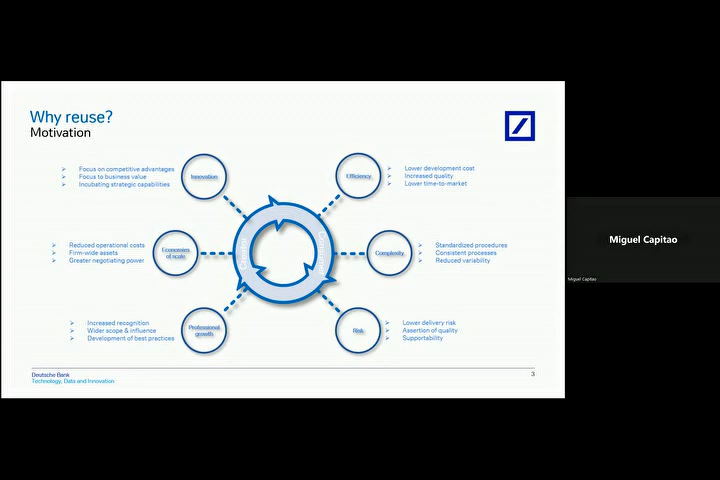 Why reuse?
Motivation
Focus on competitive advantages
Focus to business value
Incubating strategic capabilities
Innovation
Efficiency
Lower development cost
Increased quality
Lower time-to-market
Reduced operational costs
Firm-wide assets
Greater negotiating power
Economies
of scale
Complexity
Standardized procedures
Consistent processes
Reduced variability
Increased recognition
Wider scope & influence
Development of best practices
Professional
growth
Risk
Lower delivery risk
Assertion of quality
Supportability
Deutsche Bank
Technology, Data and Innovation
3
Miguel Capitao
Miguel Capitao